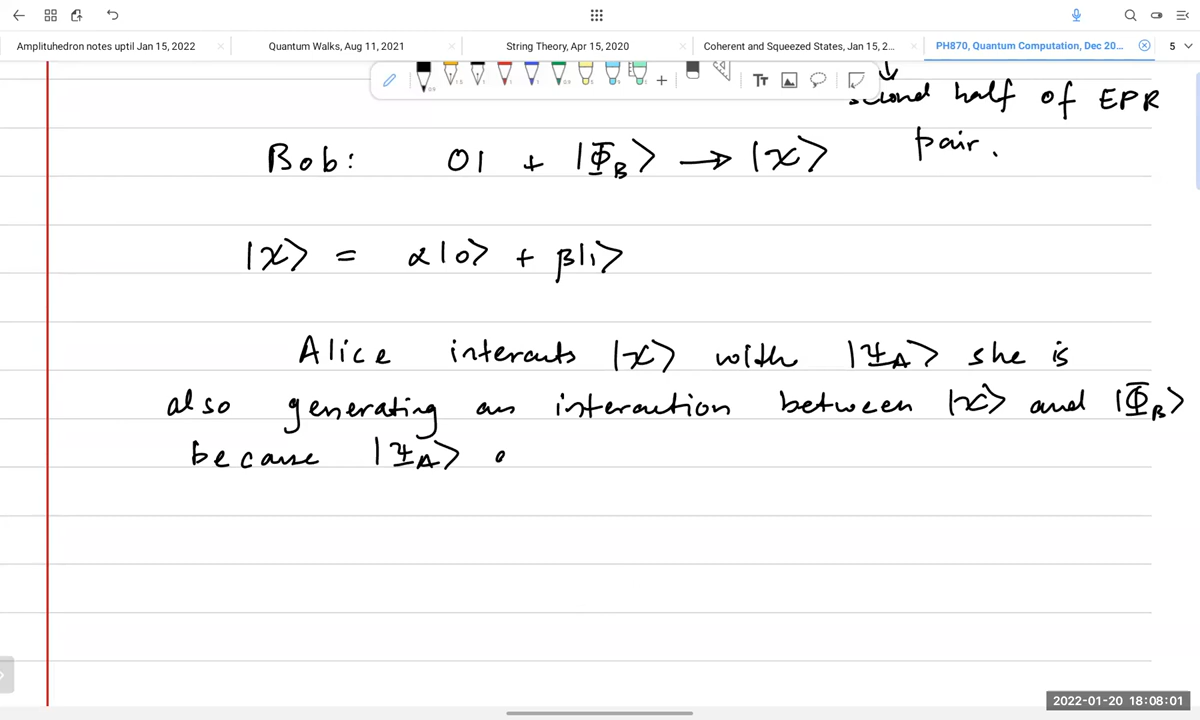 Amplituhedron notes uptil Jan 15, 2022
Quantum Walks, Aug 11, 2021
String Theory, Apr 15, 2020
Coherent and Squeezed States, Jan 15, 2...
PH870, Quantum Computation, Dec 20...
5
Tт
second half of EPR
pair.
Bob: 01 + |Φ_B⟩ → |x⟩
|x⟩ = α|0⟩ + β|1⟩
Alice interacts |x⟩ with |Ψ_A⟩ she is
also generating an interaction between |x⟩ and |Φ_B⟩
because |Ψ_A⟩
2022-01-20 18:08:01